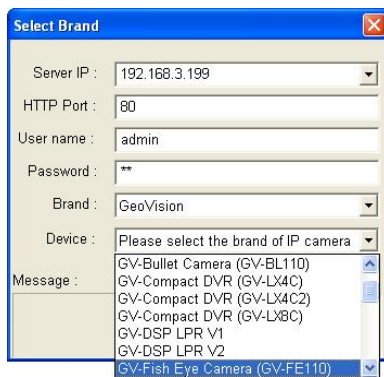 Select Brand
Server IP : 192.168.3.199
HTTP Port : 80
User name : admin
Password : **
Brand : GeoVision
Device : Please select the brand of IP camera
GV-Bullet Camera (GV-BL110)
Message :
GV-Compact DVR (GV-LX4C)
GV-Compact DVR (GV-LX4C2)
GV-Compact DVR (GV-LX8C)
GV-DSP LPR V1
GV-DSP LPR V2
GV-Fish Eye Camera (GV-FE110)